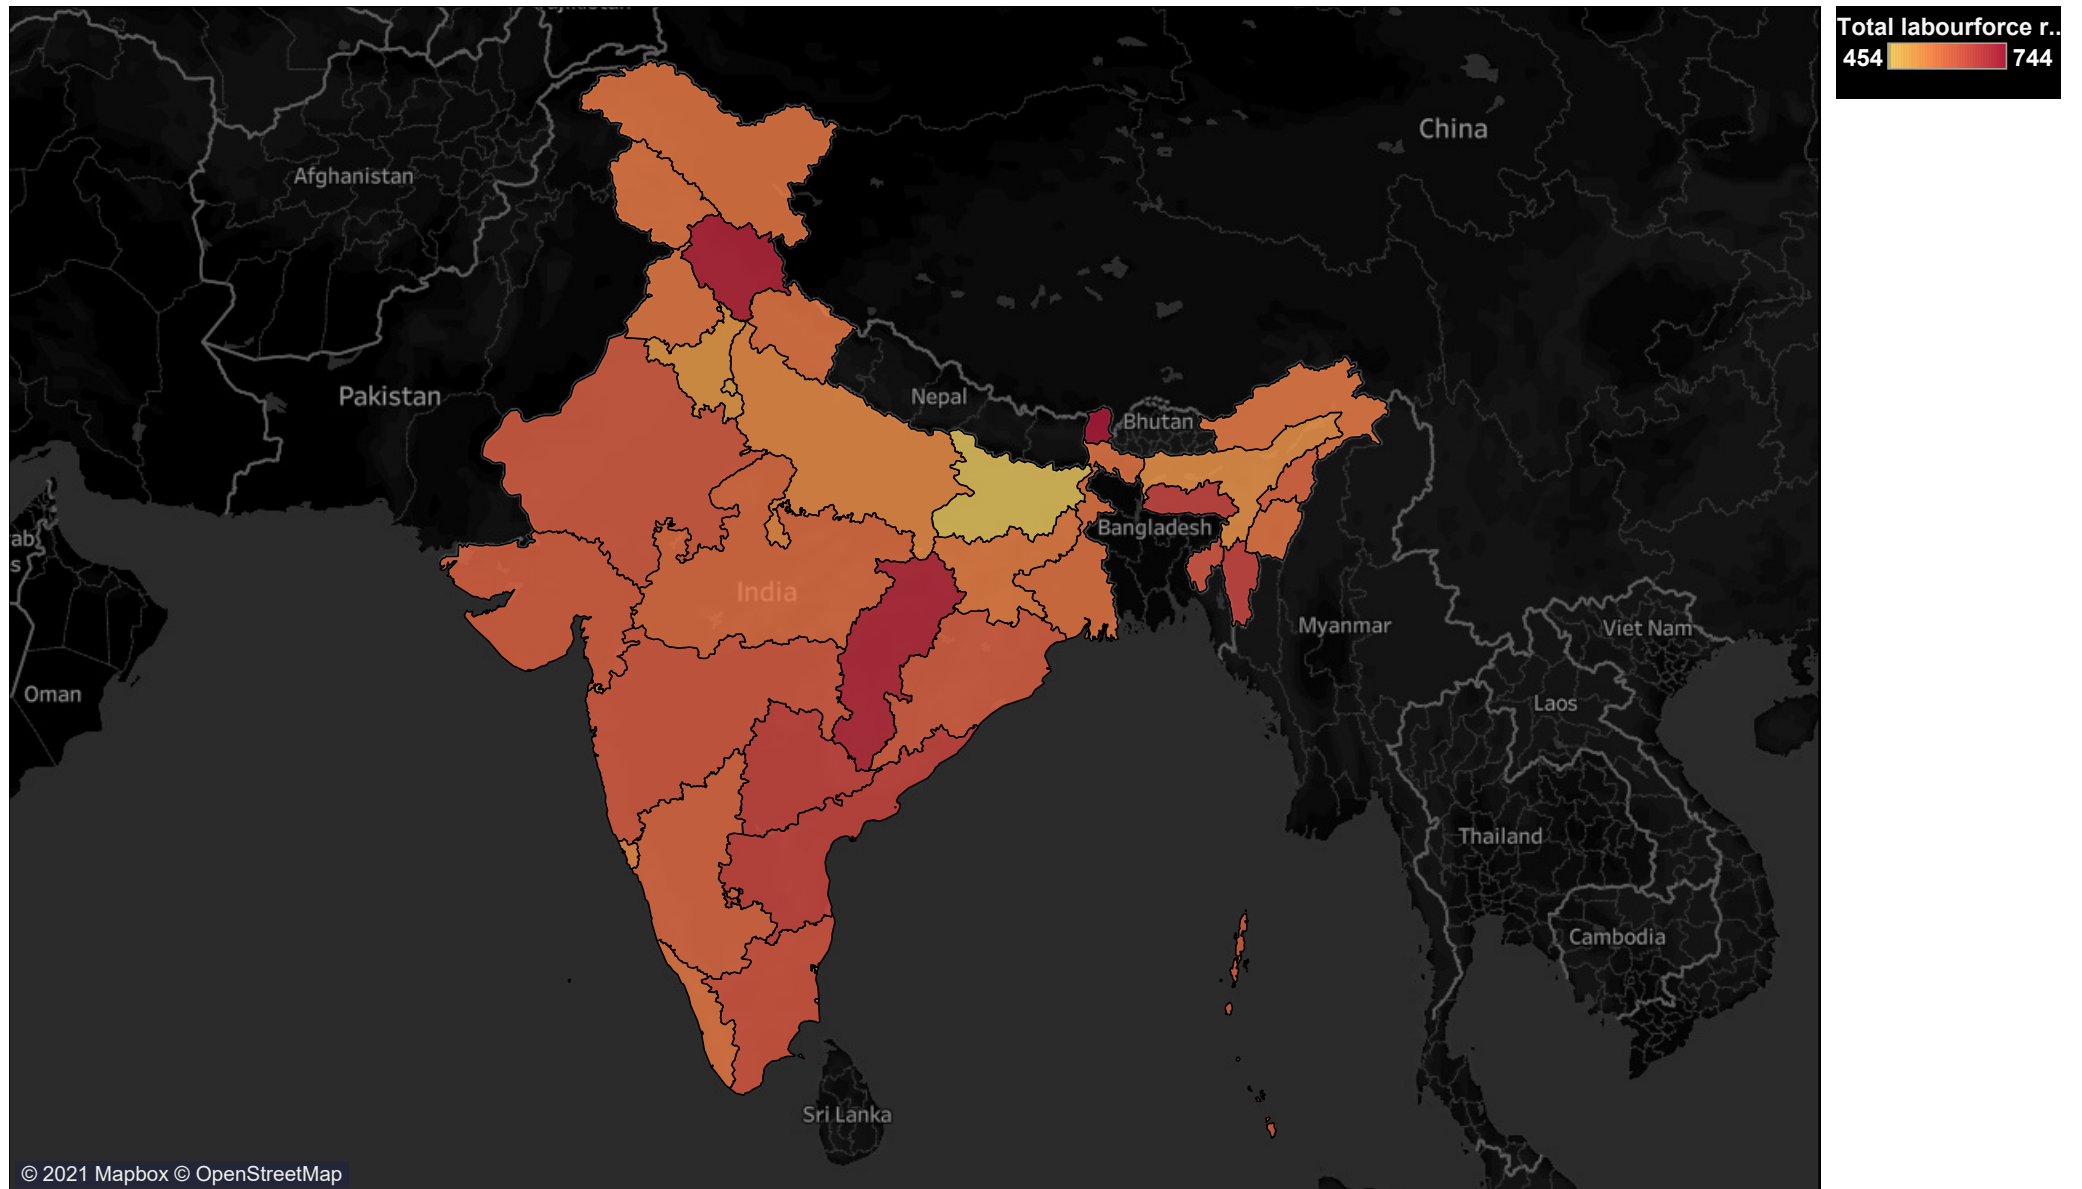 Total labourforce r..
454 744
China
Afghanistan
Pakistan
Nepal
Bhutan
Bangladesh
India
Myanmar
Viet Nam
Oman
Laos
Thailand
Cambodia
Sri Lanka
© 2021 Mapbox © OpenStreetMap